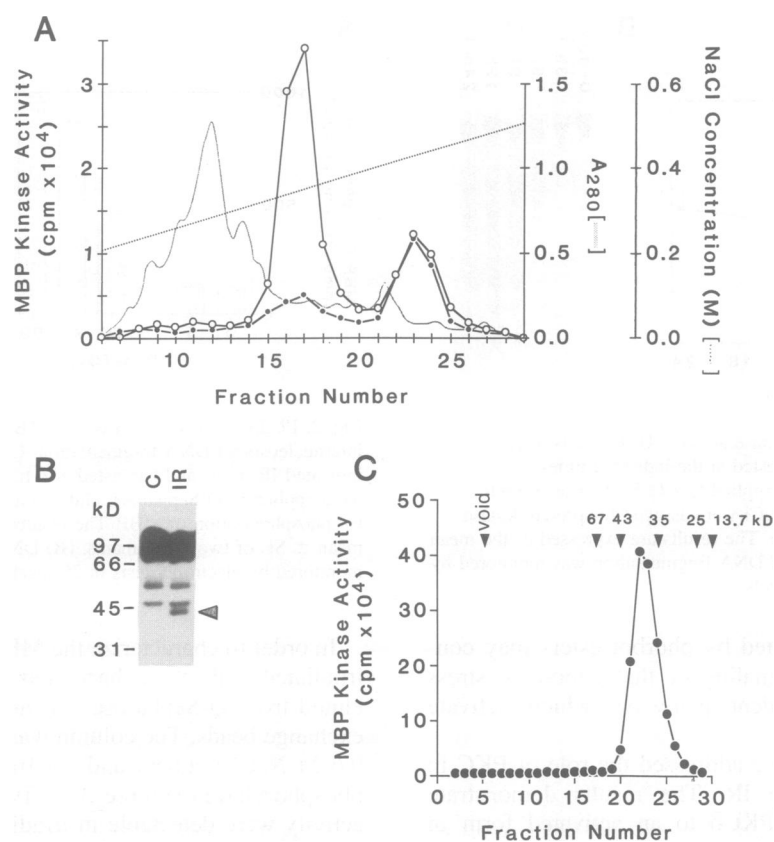 A
MBP Kinase Activity
(cpm x10⁴)
3
2
1
0
1.5
1.0
0.5
0.0
A₂₈₀ [ ]
0.6
0.4
0.2
0.0
NaCl Concentration (M) [ ]
10 15 20 25
Fraction Number
B
C IR
kD
97-
66-
45-
31-
C
MBP Kinase Activity
(cpm x10⁴)
50
40
30
20
10
0
void
67 43 35 25 13.7 kD
0 5 10 15 20 25 30
Fraction Number